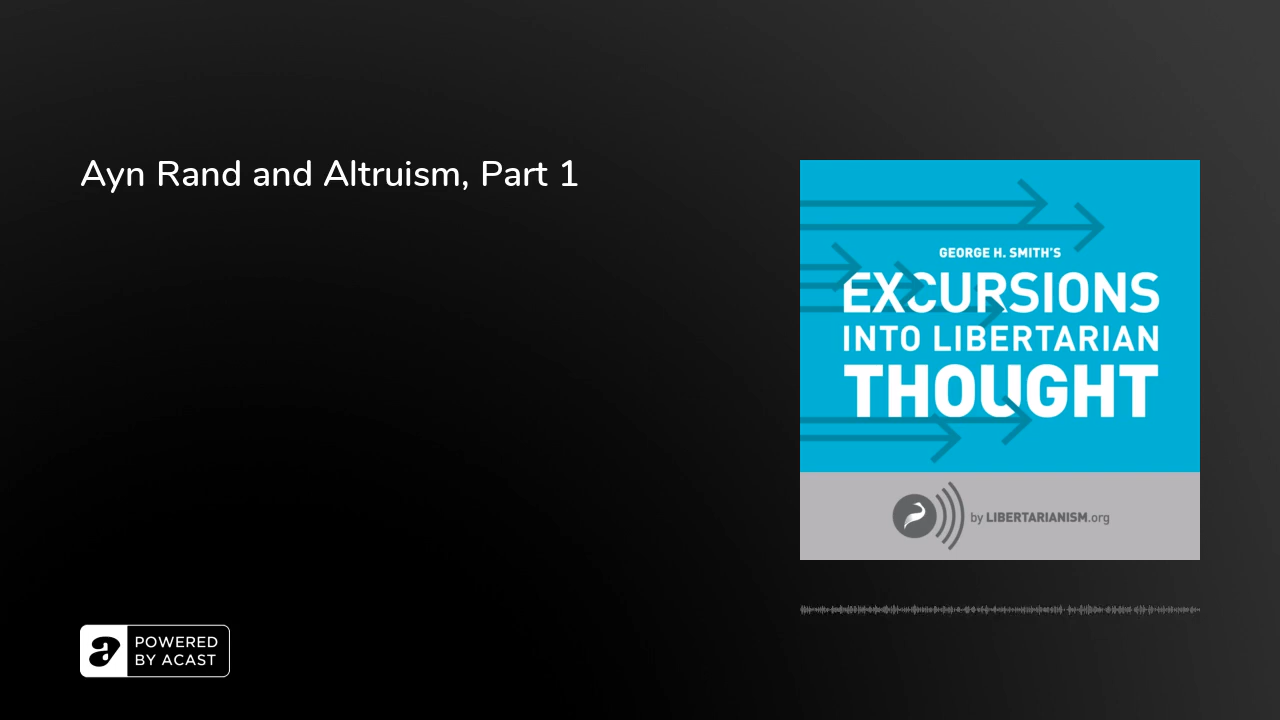 Ayn Rand and Altruism, Part 1
GEORGE H. SMITH'S
EXCURSIONS
INTO LIBERTARIAN
THOUGHT
by LIBERTARIANISM.org
a POWERED
BY ACAST